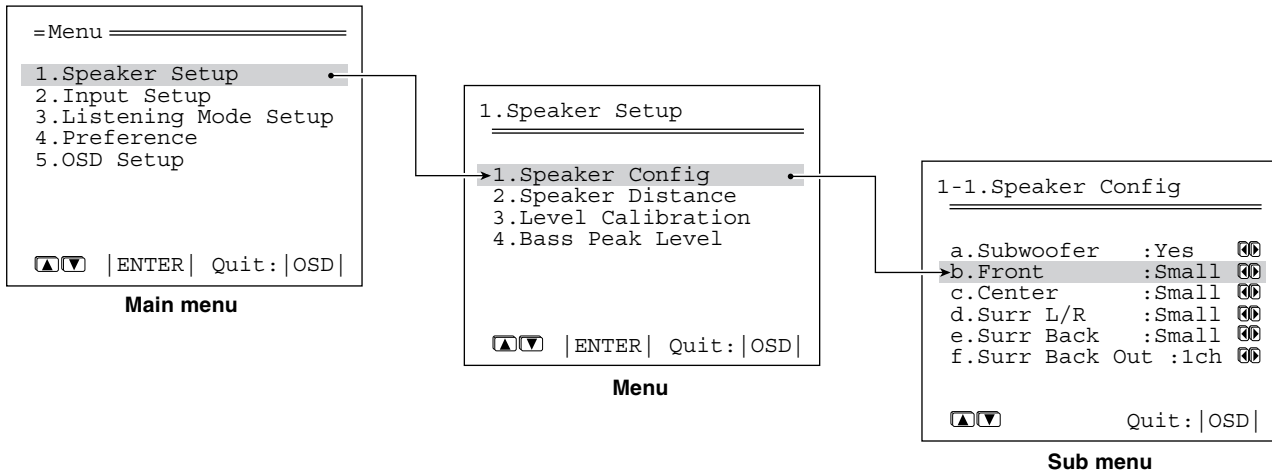 =Menu
1.Speaker Setup
2.Input Setup
3.Listening Mode Setup
4.Preference
5.OSD Setup
|ENTER| Quit:|OSD|
Main menu
1.Speaker Setup
1.Speaker Config
2.Speaker Distance
3.Level Calibration
4.Bass Peak Level
|ENTER| Quit:|OSD|
Menu
1-1.Speaker Config
a.Subwoofer :Yes
b.Front :Small
c.Center :Small
d.Surr L/R :Small
e.Surr Back :Small
f.Surr Back Out :1ch
Quit:|OSD|
Sub menu